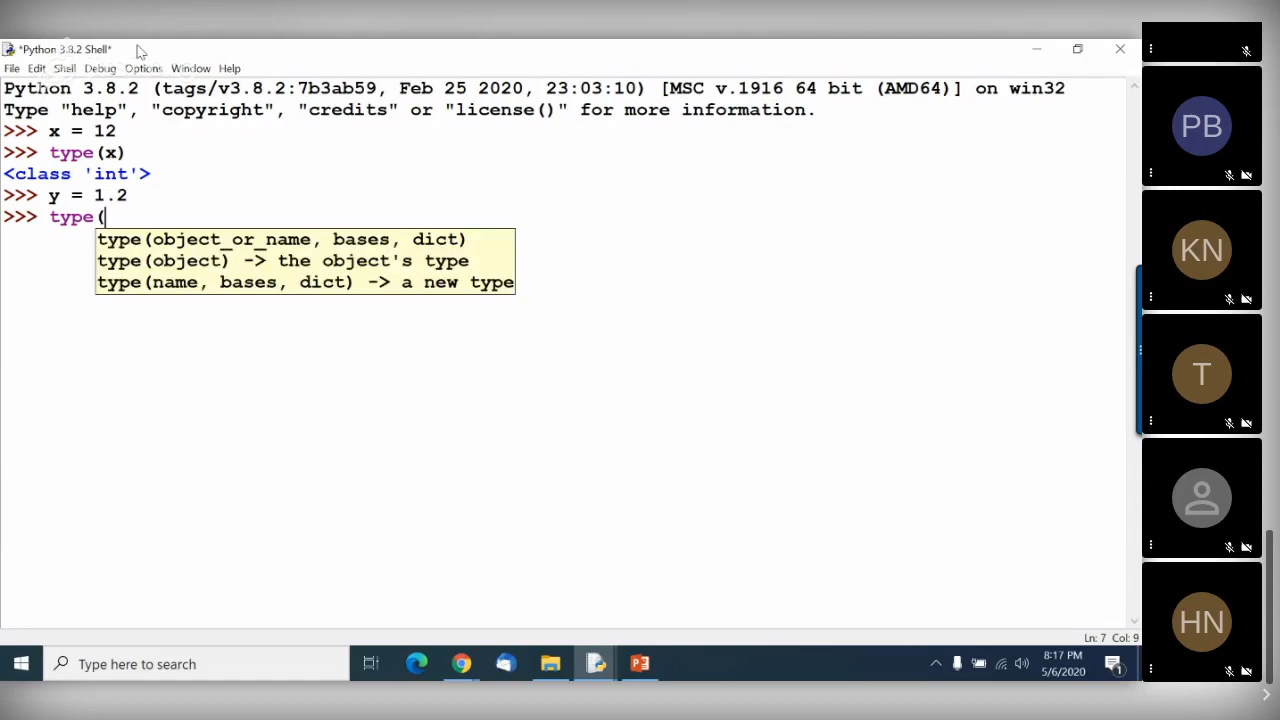 *Python 3.8.2 Shell*
File Edit Shell Debug Options Window Help
Python 3.8.2 (tags/v3.8.2:7b3ab59, Feb 25 2020, 23:03:10) [MSC v.1916 64 bit (AMD64)] on win32
Type "help", "copyright", "credits" or "license()" for more information.
>>> x = 12
>>> type(x)
<class 'int'>
>>> y = 1.2
>>> type(
type(object_or_name, bases, dict)
type(object) -> the object's type
type(name, bases, dict) -> a new type
Ln: 7 Col: 9
Type here to search
8:17 PM
5/6/2020
1
PB
KN
T
HN